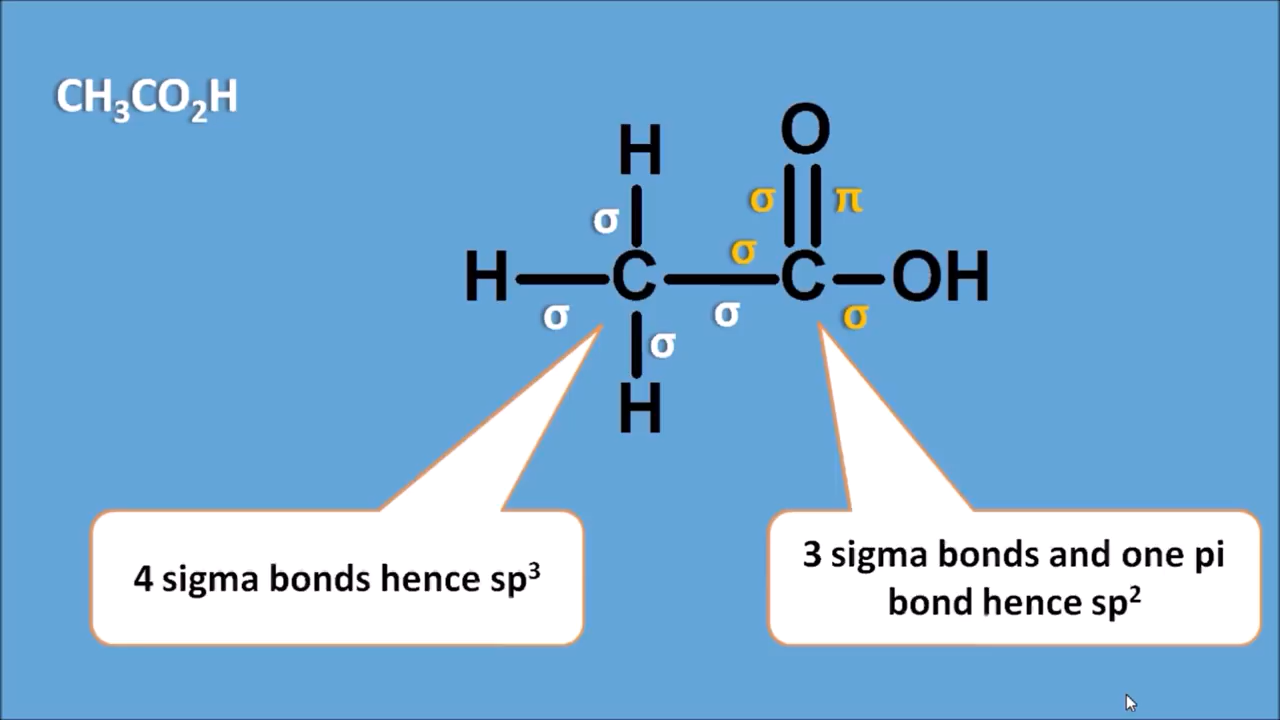 CH₃CO₂H
O
H
σ π
σ σ
H C C OH
σ σ σ
σ
H
4 sigma bonds hence sp³
3 sigma bonds and one pi
bond hence sp²